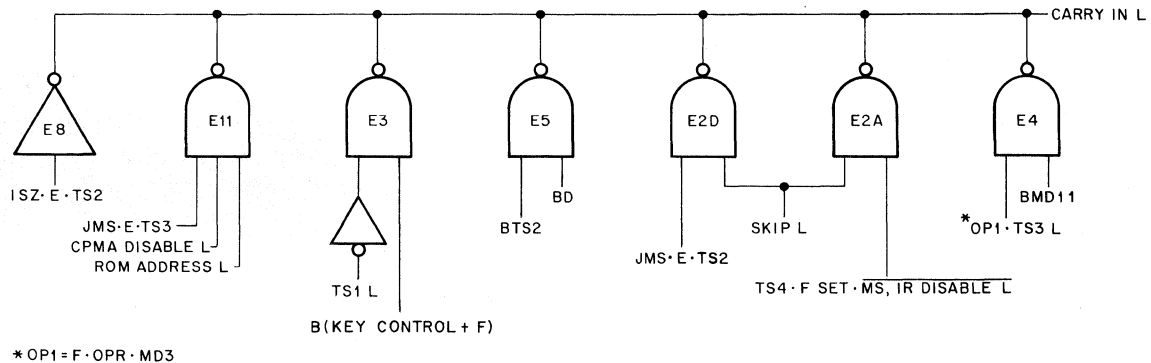 CARRY IN L
E8
E11
E3
E5
E2D
E2A
E4
ISZ·E·TS2
JMS·E·TS3
CPMA DISABLE L
ROM ADDRESS L
TS1 L
B(KEY CONTROL + F)
BTS2
BD
JMS·E·TS2
SKIP L
TS4·F SET·MS, IR DISABLE L
BMD11
*OP1·TS3 L
*OP1=F·OPR·MD3